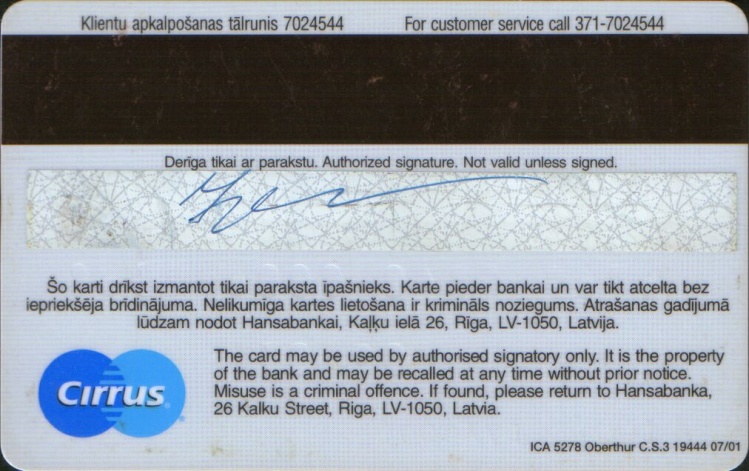 Klientu apkalpošanas tālrunis 7024544 For customer service call 371-7024544
Derīga tikai ar parakstu. Authorized signature. Not valid unless signed.
Šo karti drīkst izmantot tikai paraksta īpašnieks. Karte pieder bankai un var tikt atcelta bez
iepriekšēja brīdinājuma. Nelikumīga kartes lietošana ir krimināls noziegums. Atrašanas gadījumā
lūdzam nodot Hansabankai, Kaļķu ielā 26, Rīga, LV-1050, Latvija.
Cirrus
The card may be used by authorised signatory only. It is the property
of the bank and may be recalled at any time without prior notice.
Misuse is a criminal offence. If found, please return to Hansabanka,
26 Kalku Street, Riga, LV-1050, Latvia.
ICA 5278 Oberthur C.S.3 19444 07/01